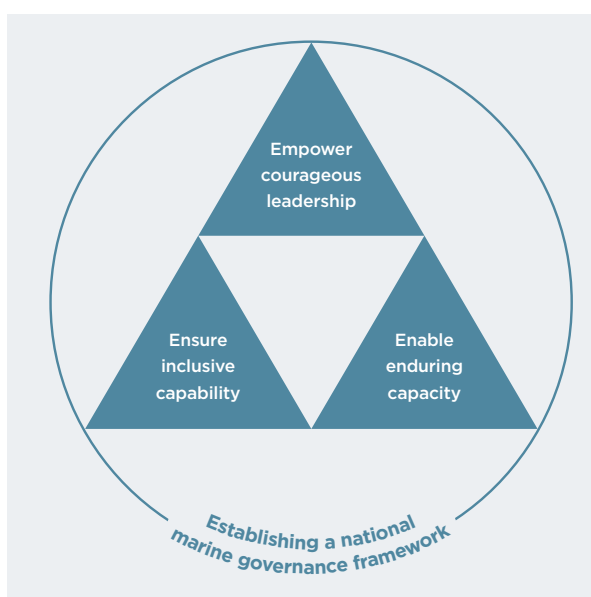 Empower
courageous
leadership
Ensure
inclusive
capability
Enable
enduring
capacity
Establishing a national
marine governance framework